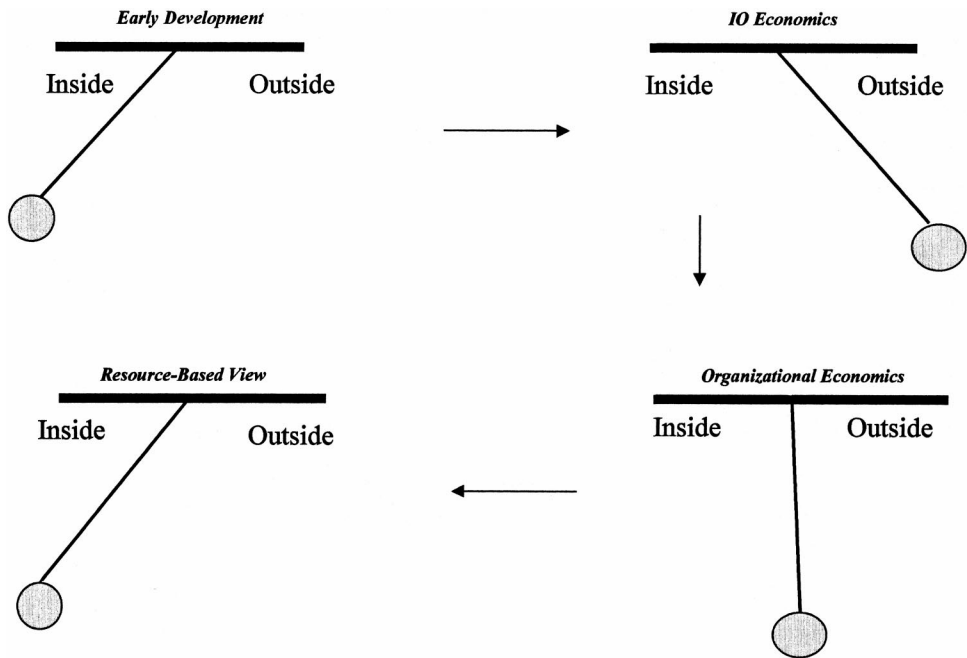 Early Development
Inside Outside
IO Economics
Inside Outside
Resource-Based View
Inside Outside
Organizational Economics
Inside Outside